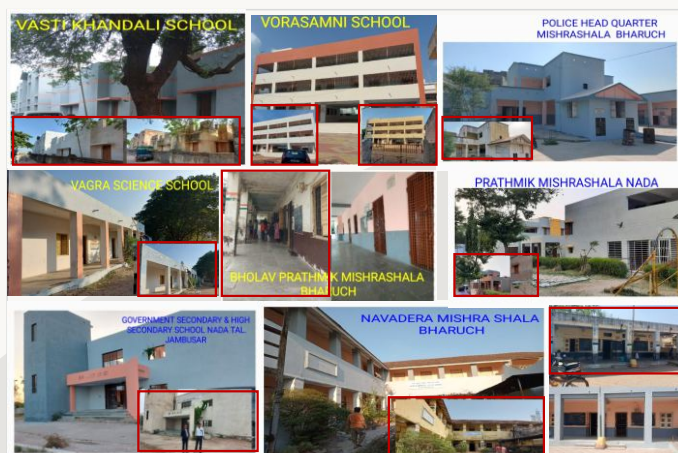 VASTI KHANDALI SCHOOL
VORASAMNI SCHOOL
POLICE HEAD QUARTER
MISHRASHALA BHARUCH
VAGRA SCIENCE SCHOOL
BHOLAV PRATHMIK MISHRASHALA
BHARUCH
PRATHMIK MISHRASHALA NADA
GOVERNMENT SECONDARY & HIGH
SECONDARY SCHOOL NADA TAL.
JAMBUSAR
NAVADERA MISHRA SHALA
BHARUCH